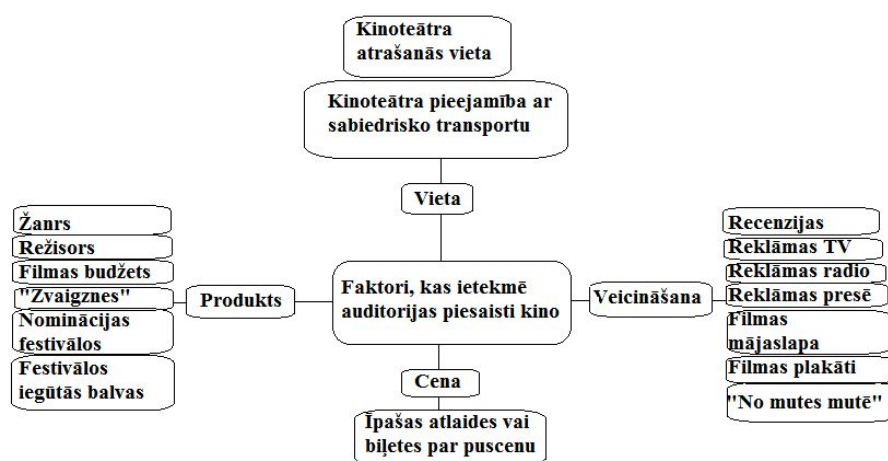 Kinoteātra
atrašanās vieta
Kinoteātra pieejamība ar
sabiedrisko transportu
Vieta
Žanrs
Režisors
Filmas budžets
"Zvaigznes"
Nominācijas
festivālos
Festivālos
iegūtās balvas
Produkts
Faktori, kas ietekmē
auditorijas piesaisti kino
Veicināšana
Recenzijas
Reklāmas TV
Reklāmas radio
Reklāmas presē
Filmas
mājaslapa
Filmas plakāti
"No mutes mutē"
Cena
Īpašas atlaides vai
biļetes par puscenu